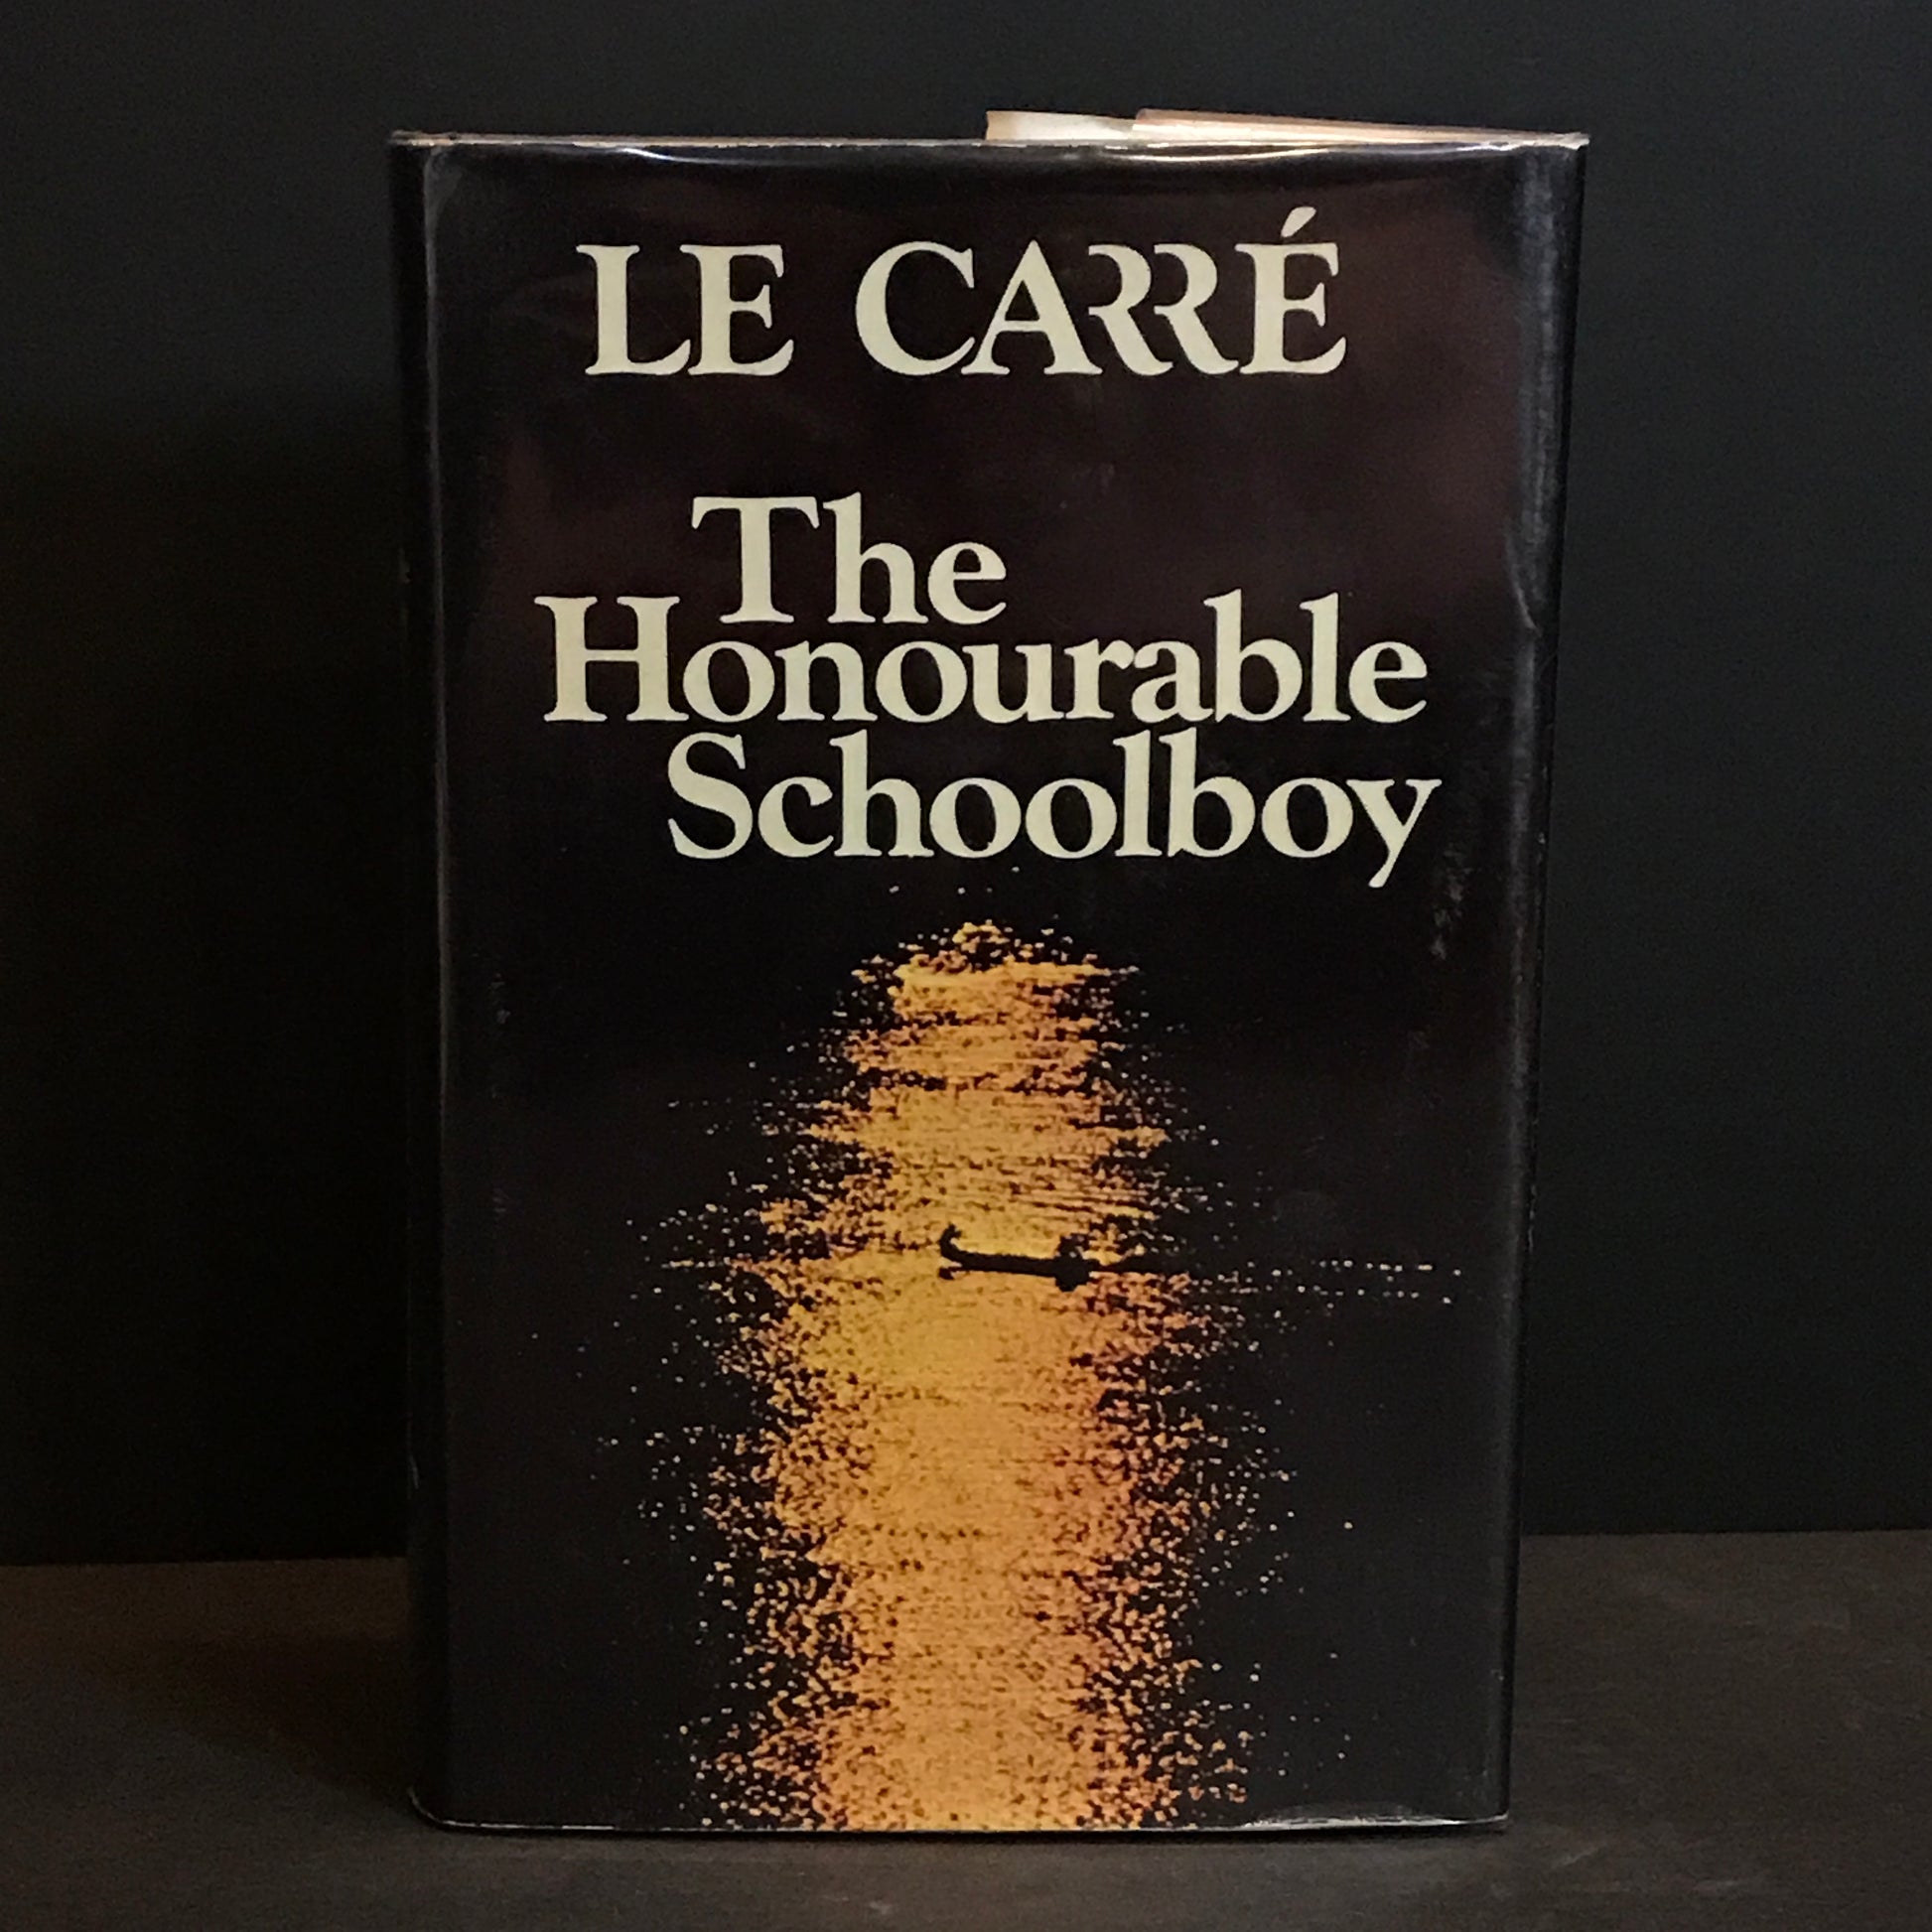 LE CARRÉ
The
Honourable
Schoolboy